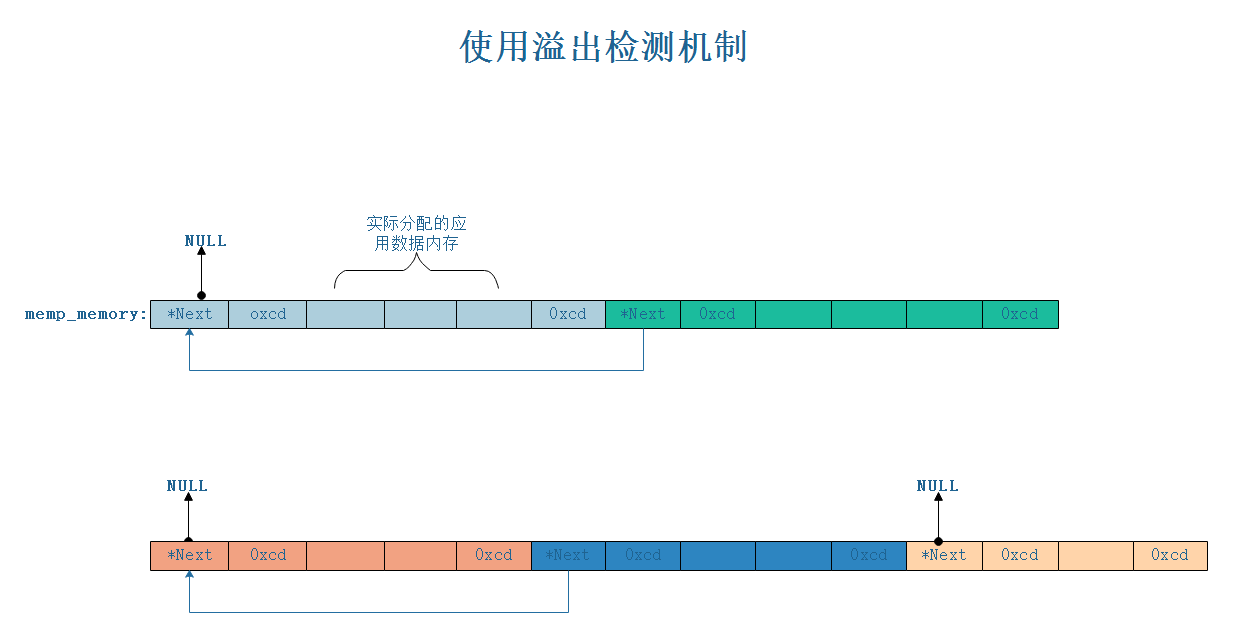 使用溢出检测机制
实际分配的应
用数据内存
NULL
memp_memory: *Next oxcd 0xcd *Next 0xcd 0xcd
NULL NULL
*Next 0xcd 0xcd *Next 0xcd 0xcd *Next 0xcd 0xcd